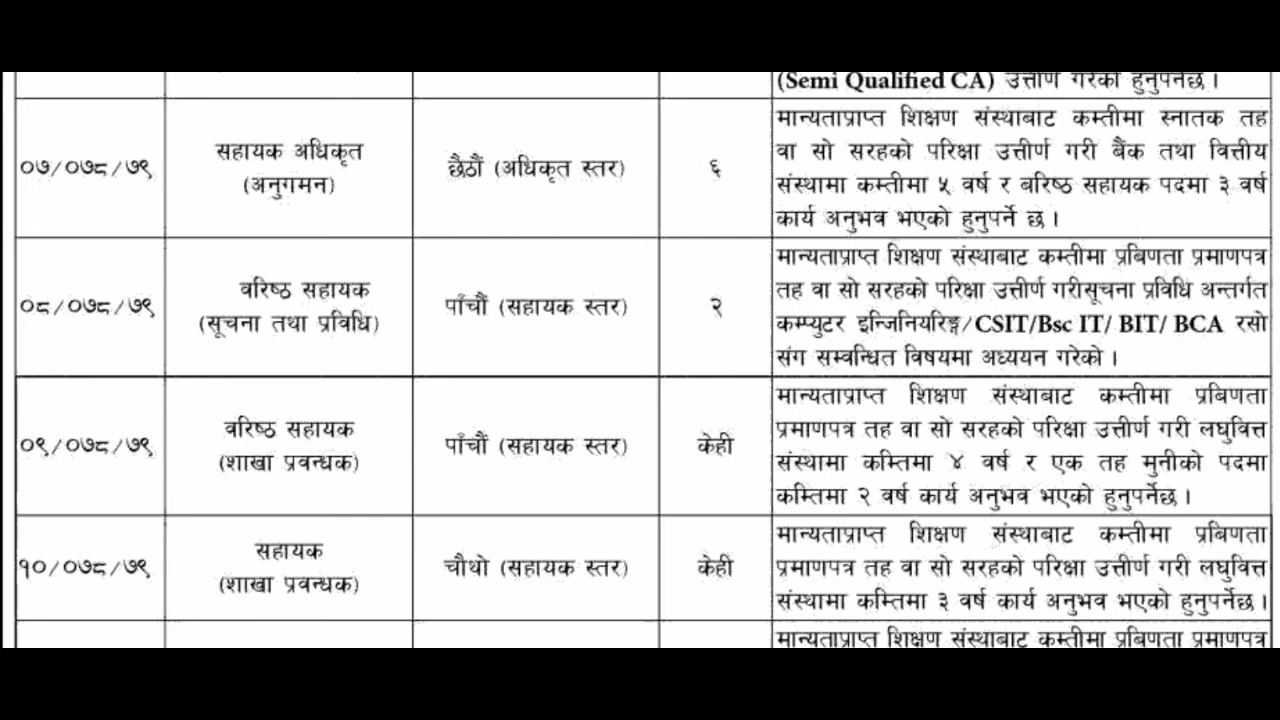 (Semi Qualified CA) उत्तीर्ण गरेको हुनुपर्नेछ ।
०७/०७८/७९
सहायक अधिकृत
(अनुगमन)
छैठौं (अधिकृत स्तर)
६
मान्यताप्राप्त शिक्षण संस्थाबाट कम्तीमा स्नातक तह
वा सो सरहको परिक्षा उत्तीर्ण गरी बैंक तथा वित्तीय
संस्थामा कम्तीमा ५ वर्ष र बरिष्ठ सहायक पदमा ३ वर्ष
कार्य अनुभव भएको हुनुपर्ने छ ।
०८/०७८/७९
वरिष्ठ सहायक
(सूचना तथा प्रविधि)
पाँचौं (सहायक स्तर)
२
मान्यताप्राप्त शिक्षण संस्थाबाट कम्तीमा प्रबिणता प्रमाणपत्र
तह वा सो सरहको परिक्षा उत्तीर्ण गरीसूचना प्रविधि अन्तर्गत
कम्प्युटर इन्जिनियरिङ्ग/CSIT/Bsc IT/ BIT/ BCA रसो
संग सम्वन्धित विषयमा अध्ययन गरेको ।
०९/०७८/७९
वरिष्ठ सहायक
(शाखा प्रवन्धक)
पाँचौं (सहायक स्तर)
केही
मान्यताप्राप्त शिक्षण संस्थाबाट कम्तीमा प्रबिणता
प्रमाणपत्र तह वा सो सरहको परिक्षा उत्तीर्ण गरी लघुवित्त
संस्थामा कम्तिमा ४ वर्ष र एक तह मुनीको पदमा
कम्तिमा २ वर्ष कार्य अनुभव भएको हुनुपर्नेछ ।
१०/०७८/७९
सहायक
(शाखा प्रवन्धक)
चौथो (सहायक स्तर)
केही
मान्यताप्राप्त शिक्षण संस्थाबाट कम्तीमा प्रबिणता
प्रमाणपत्र तह वा सो सरहको परिक्षा उत्तीर्ण गरी लघुवित्त
संस्थामा कम्तिमा ३ वर्ष कार्य अनुभव भएको हुनुपर्नेछ ।
मान्यताप्राप्त शिक्षण संस्थाबाट कम्तीमा प्रबिणता प्रमाणपत्र